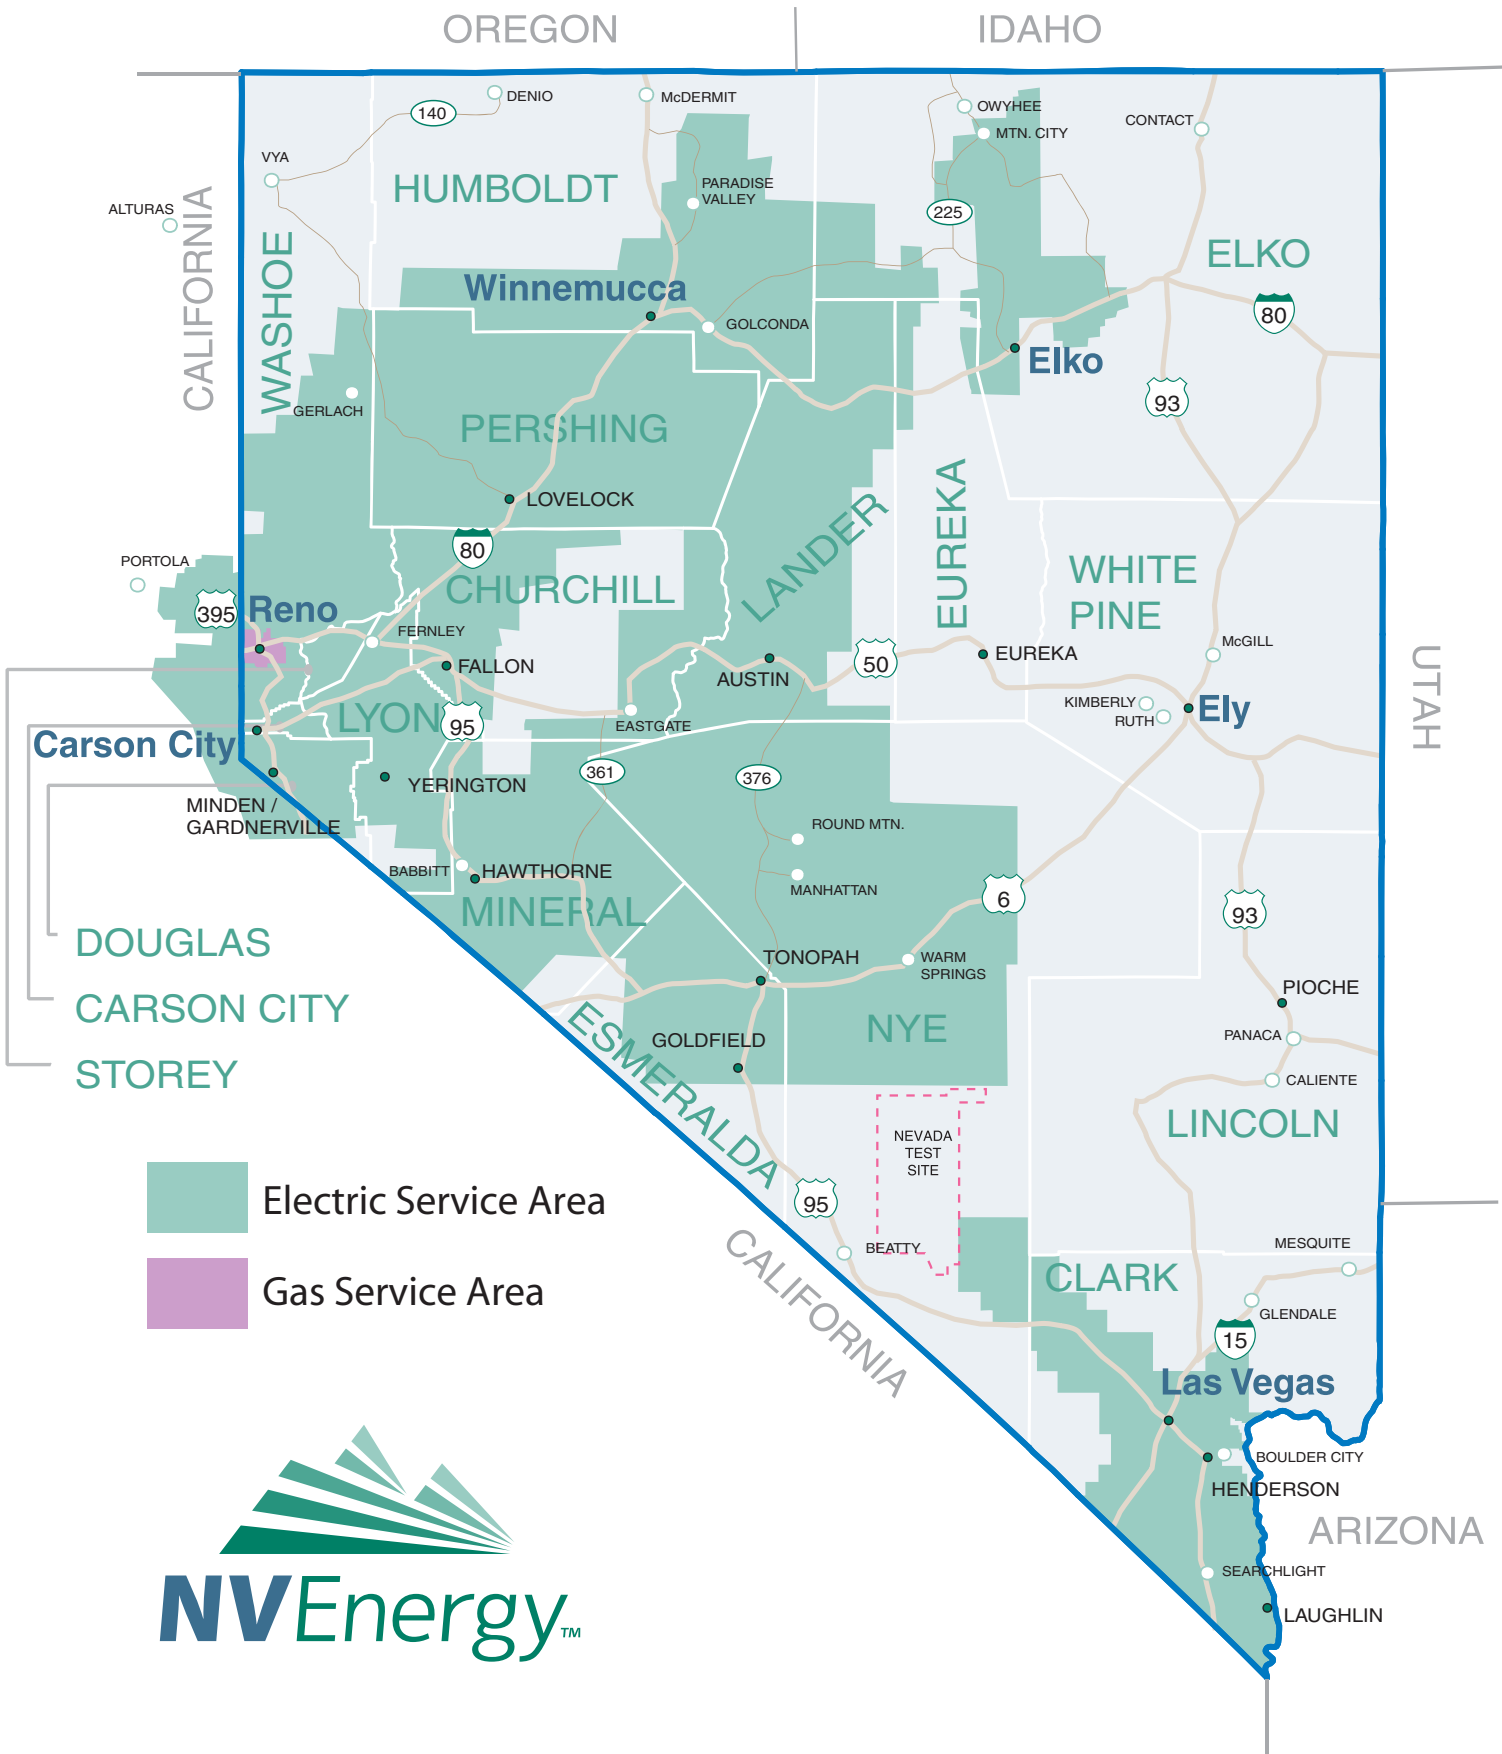 OREGON
IDAHO
DENIO
McDERMIT
OWYHEE
140
MTN. CITY
CONTACT
VYA
PARADISE
VALLEY
HUMBOLDT
ALTURAS
CALIFORNIA
225
WASHOE
ELKO
Winnemucca
80
GOLCONDA
Elko
93
GERLACH
PERSHING
LOVELOCK
LANDER
EUREKA
80
PORTOLA
CHURCHILL
WHITE
PINE
395
Reno
FERNLEY
FALLON
AUSTIN
50
EUREKA
McGILL
UTAH
KIMBERLY
RUTH
Ely
LYON
95
EASTGATE
Carson City
361
376
YERINGTON
MINDEN /
GARDNERVILLE
ROUND MTN.
BABBITT
HAWTHORNE
MANHATTAN
6
93
MINERAL
DOUGLAS
TONOPAH
WARM
SPRINGS
PIOCHE
CARSON CITY
ESMERALDA
GOLDFIELD
NYE
PANACA
STOREY
CALIENTE
LINCOLN
NEVADA
TEST
SITE
Electric Service Area
95
BEATTY
MESQUITE
CALIFORNIA
CLARK
Gas Service Area
GLENDALE
15
Las Vegas
BOULDER CITY
HENDERSON
ARIZONA
SEARCHLIGHT
LAUGHLIN
NVEnergy™